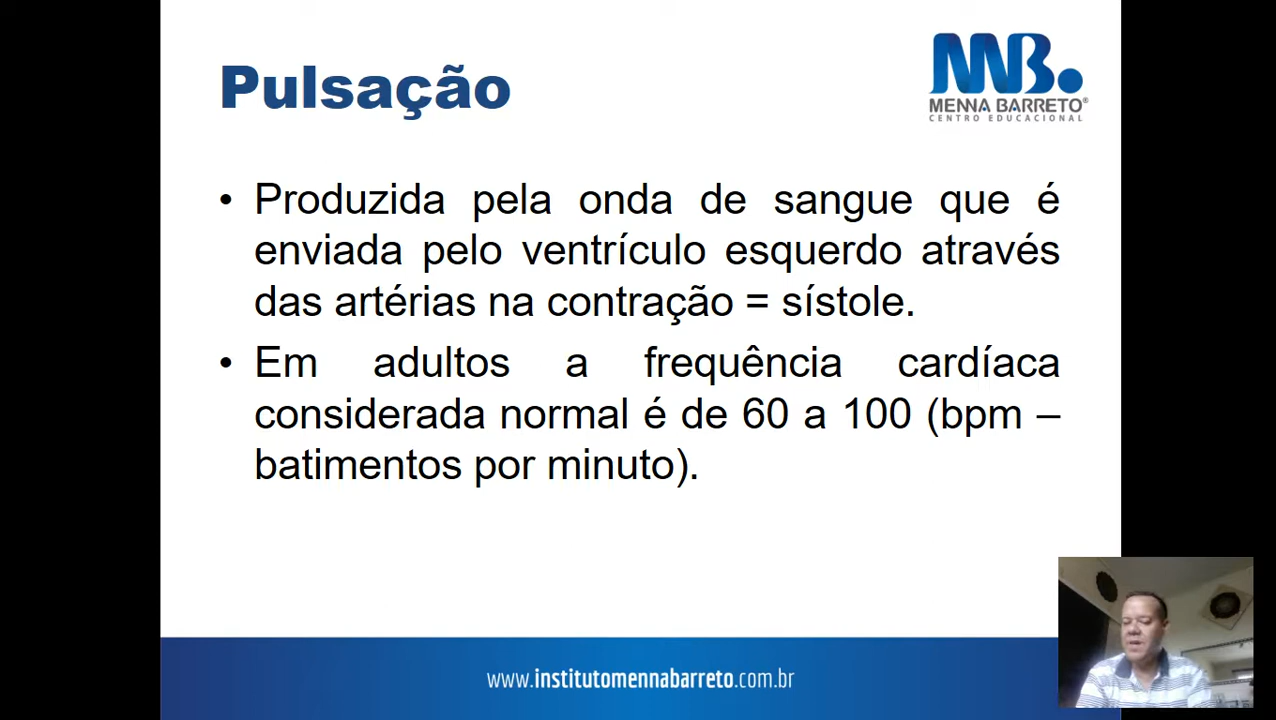 Pulsação
MNB.
MENNA BARRETO®
CENTRO EDUCACIONAL
• Produzida pela onda de sangue que é
enviada pelo ventrículo esquerdo através
das artérias na contração = sístole.
• Em adultos a frequência cardíaca
considerada normal é de 60 a 100 (bpm –
batimentos por minuto).
www.institutomennabarreto.com.br